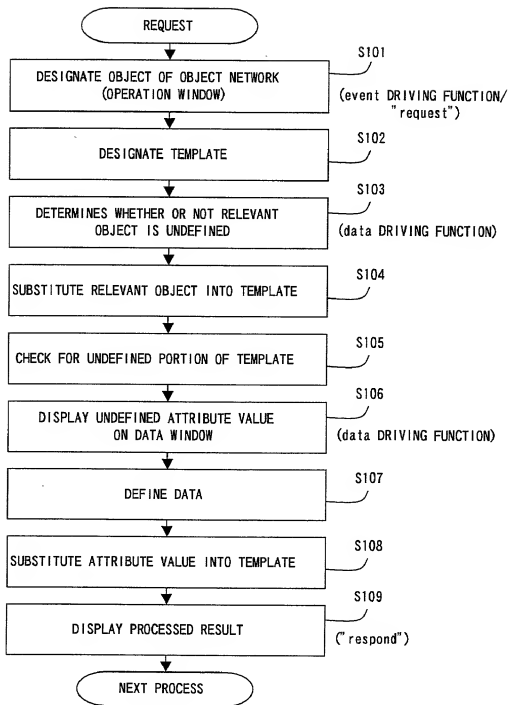 REQUEST
S101
DESIGNATE OBJECT OF OBJECT NETWORK
(OPERATION WINDOW)
(event DRIVING FUNCTION/
"request")
S102
DESIGNATE TEMPLATE
S103
DETERMINES WHETHER OR NOT RELEVANT
OBJECT IS UNDEFINED
(data DRIVING FUNCTION)
S104
SUBSTITUTE RELEVANT OBJECT INTO TEMPLATE
S105
CHECK FOR UNDEFINED PORTION OF TEMPLATE
S106
DISPLAY UNDEFINED ATTRIBUTE VALUE
ON DATA WINDOW
(data DRIVING FUNCTION)
S107
DEFINE DATA
S108
SUBSTITUTE ATTRIBUTE VALUE INTO TEMPLATE
S109
DISPLAY PROCESSED RESULT
("respond")
NEXT PROCESS